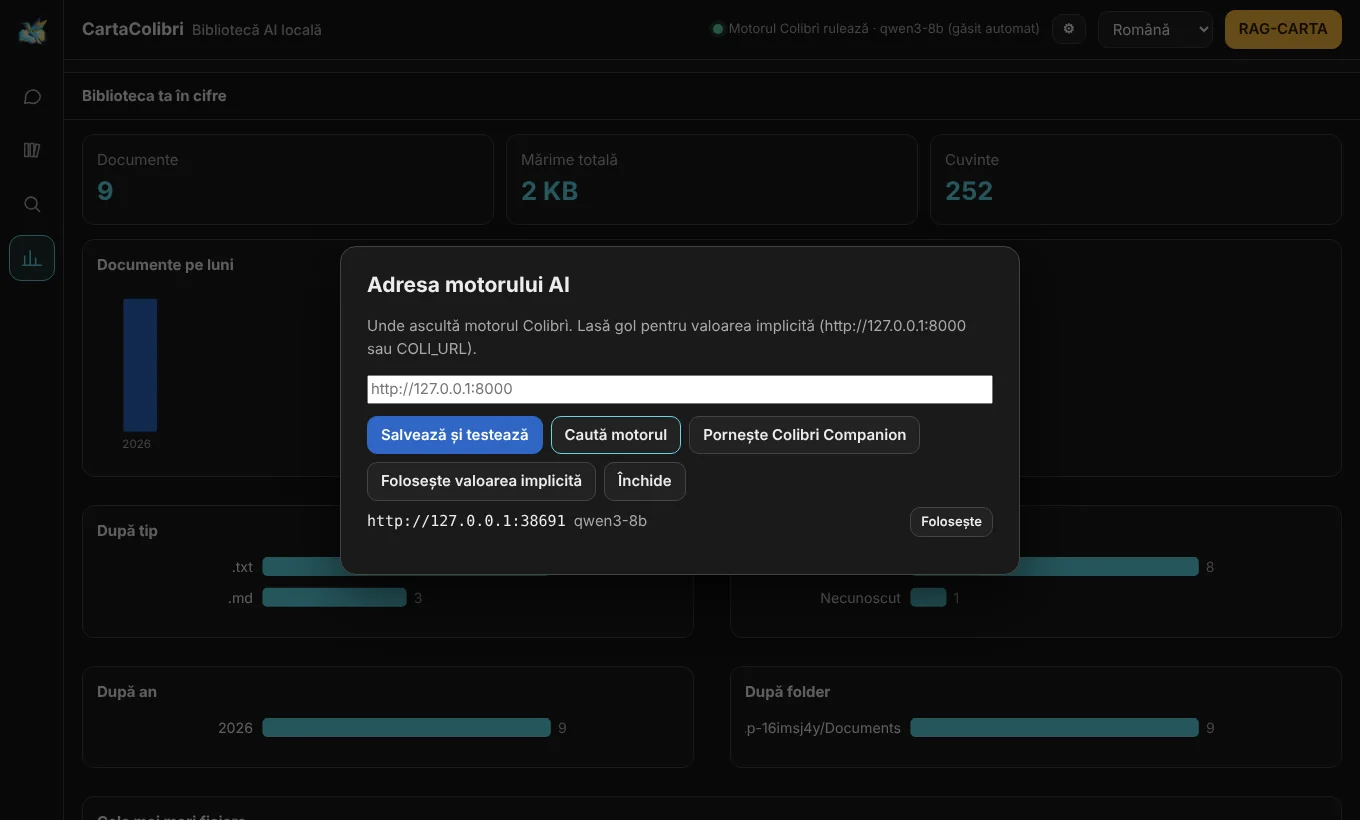 CartaColibri Bibliotecă AI locală
Motorul Colibrì rulează · qwen3-8b (găsit automat)
Română
RAG-CARTA
Biblioteca ta în cifre
Documente
9
Mărime totală
2 KB
Cuvinte
252
Documente pe luni
2026
Adresa motorului AI
Unde ascultă motorul Colibrì. Lasă gol pentru valoarea implicită (http://127.0.0.1:8000
sau COLI_URL).
http://127.0.0.1:8000
Salvează și testează
Caută motorul
Pornește Colibri Companion
Folosește valoarea implicită
Închide
http://127.0.0.1:38691 qwen3-8b
Folosește
După tip
.txt
.md 3
8
Necunoscut 1
După an
2026 9
După folder
.p-16imsj4y/Documents 9